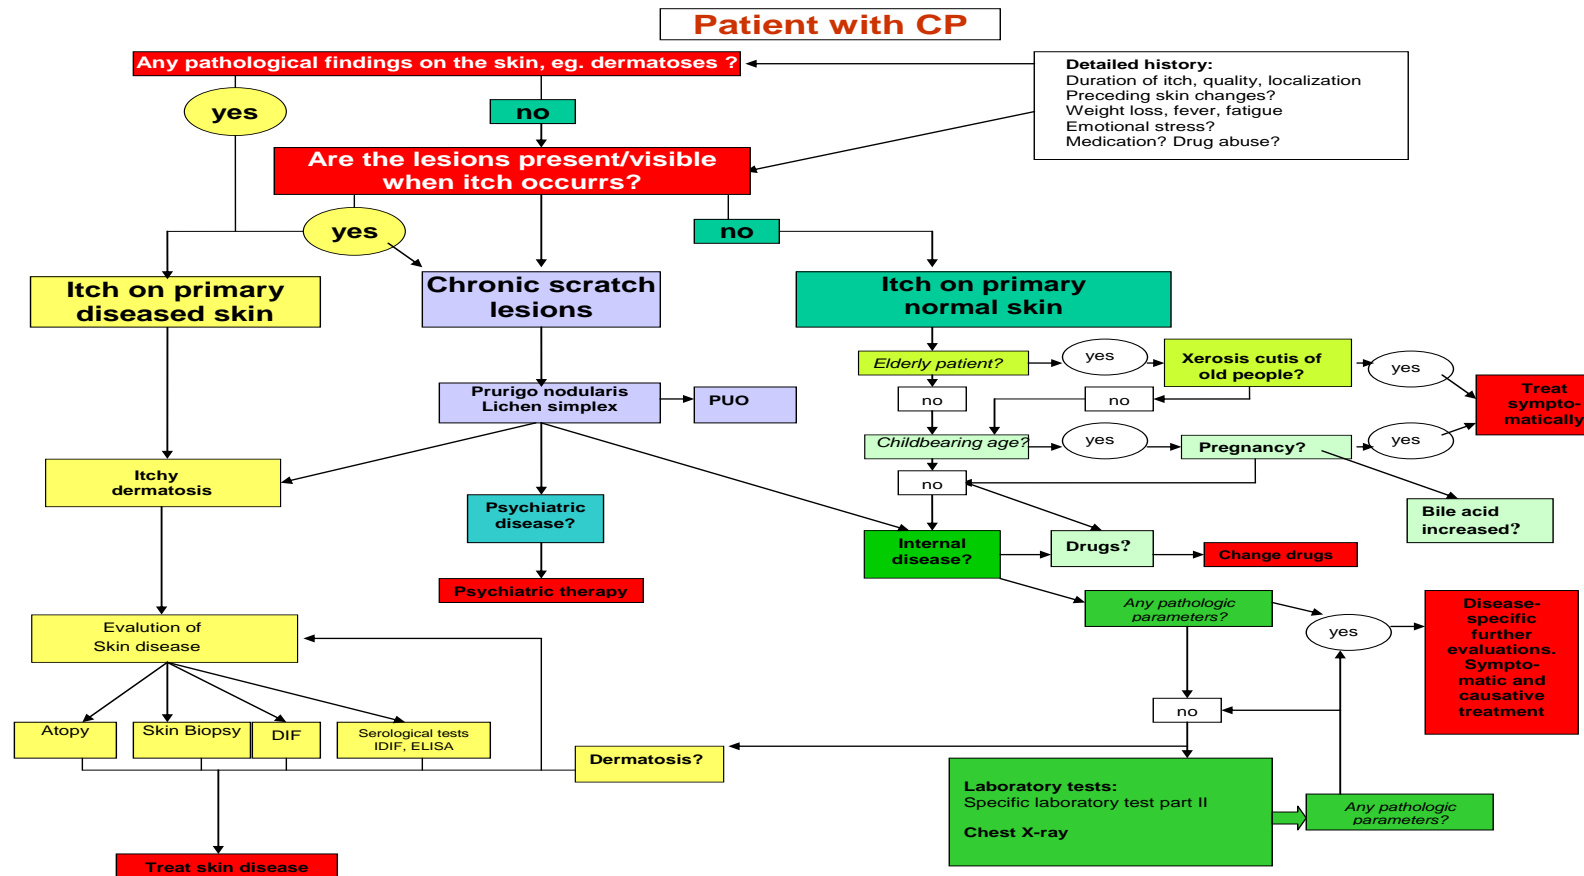 Patient with CP
Any pathological findings on the skin, eg. dermatoses ?
Detailed history:
Duration of itch, quality, localization
Preceding skin changes?
Weight loss, fever, fatigue
Emotional stress?
Medication? Drug abuse?
yes
no
Are the lesions present/visible
when itch occurrs?
yes
no
Itch on primary
diseased skin
Chronic scratch
lesions
Itch on primary
normal skin
Elderly patient?
yes
Xerosis cutis of
old people?
yes
no
no
Treat
sympto-
matically
Prurigo nodularis
Lichen simplex
PUO
Childbearing age?
yes
Pregnancy?
yes
no
Itchy
dermatosis
Psychiatric
disease?
Bile acid
increased?
Internal
disease?
Drugs?
Change drugs
Psychiatric therapy
Any pathologic
parameters?
yes
Disease-
specific
further
evaluations.
Sympto-
matic and
causative
treatment
Evalution of
Skin disease
no
Atopy
Skin Biopsy
DIF
Serological tests
IDIF, ELISA
Dermatosis?
Laboratory tests:
Specific laboratory test part II
Chest X-ray
Any pathologic
parameters?
Treat skin disease